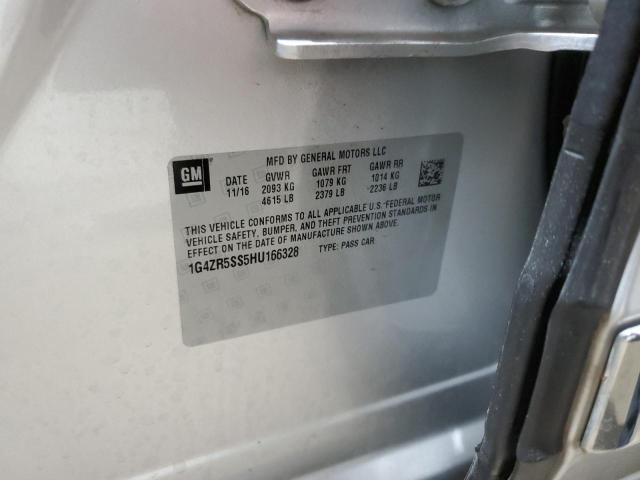 GM
MFD BY GENERAL MOTORS LLC
DATE GVWR GAWR FRT GAWR RR
11/16 2093 KG 1079 KG 1014 KG
4615 LB 2379 LB 2236 LB
THIS VEHICLE CONFORMS TO ALL APPLICABLE U.S. FEDERAL MOTOR
VEHICLE SAFETY, BUMPER, AND THEFT PREVENTION STANDARDS IN
EFFECT ON THE DATE OF MANUFACTURE SHOWN ABOVE.
1G4ZR5SS5HU166328 TYPE: PASS CAR